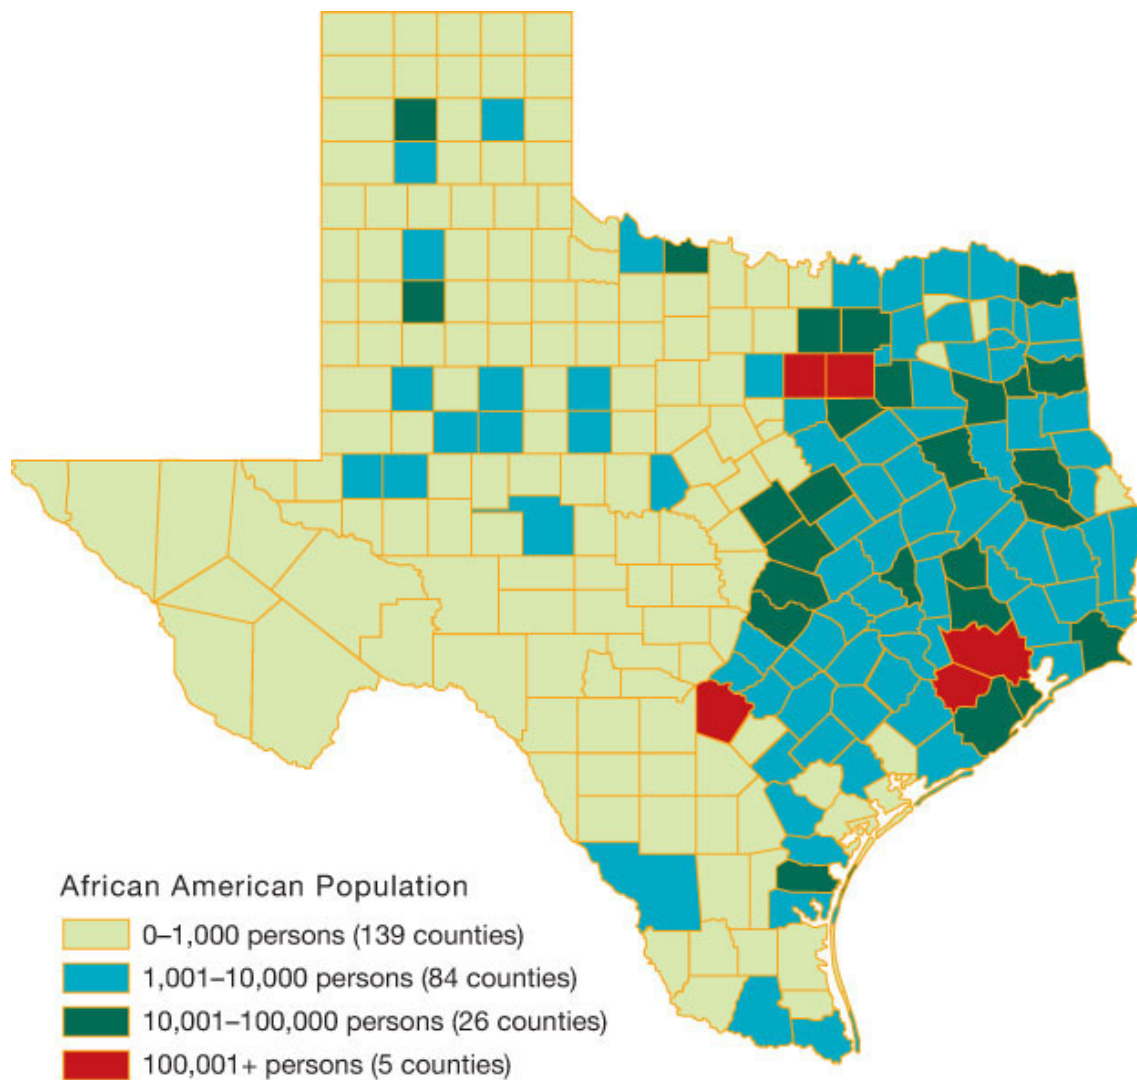 African American Population
0–1,000 persons (139 counties)
1,001–10,000 persons (84 counties)
10,001–100,000 persons (26 counties)
100,001+ persons (5 counties)